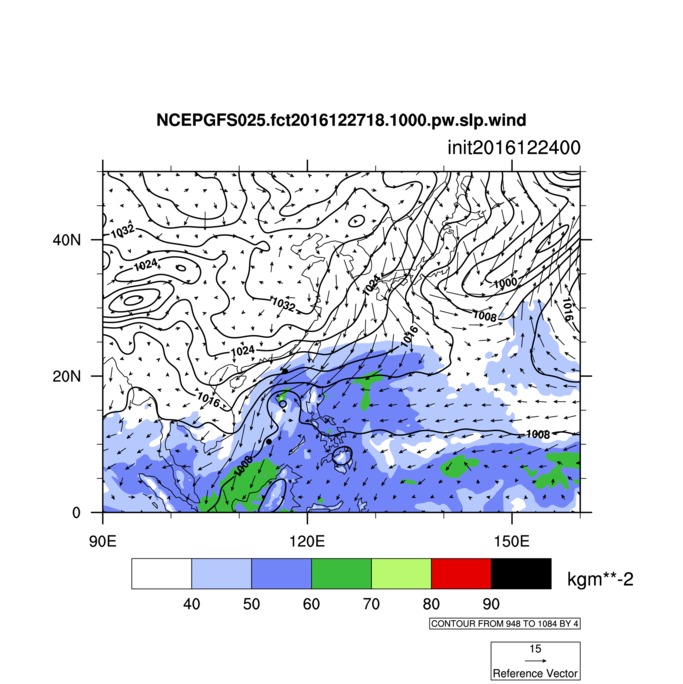 NCEPGFS025.fct2016122718.1000.pw.slp.wind
init2016122400
1032
40N
1024
1024
1000
1032
1008
1016
1016
1024
20N
1016
1008
1008
0
90E 120E 150E
kgm**-2
40 50 60 70 80 90
CONTOUR FROM 948 TO 1084 BY 4
15
Reference Vector